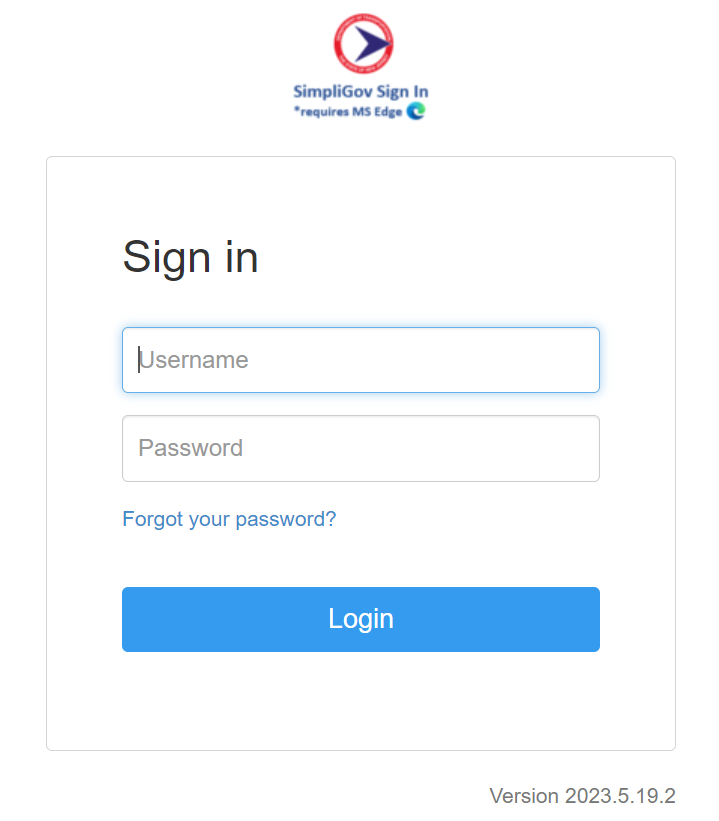 SimpliGov Sign In
*requires MS Edge
Sign in
Username
Password
Forgot your password?
Login
Version 2023.5.19.2